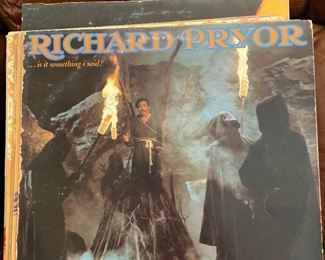 RICHARD PRYOR
...is it something i said?